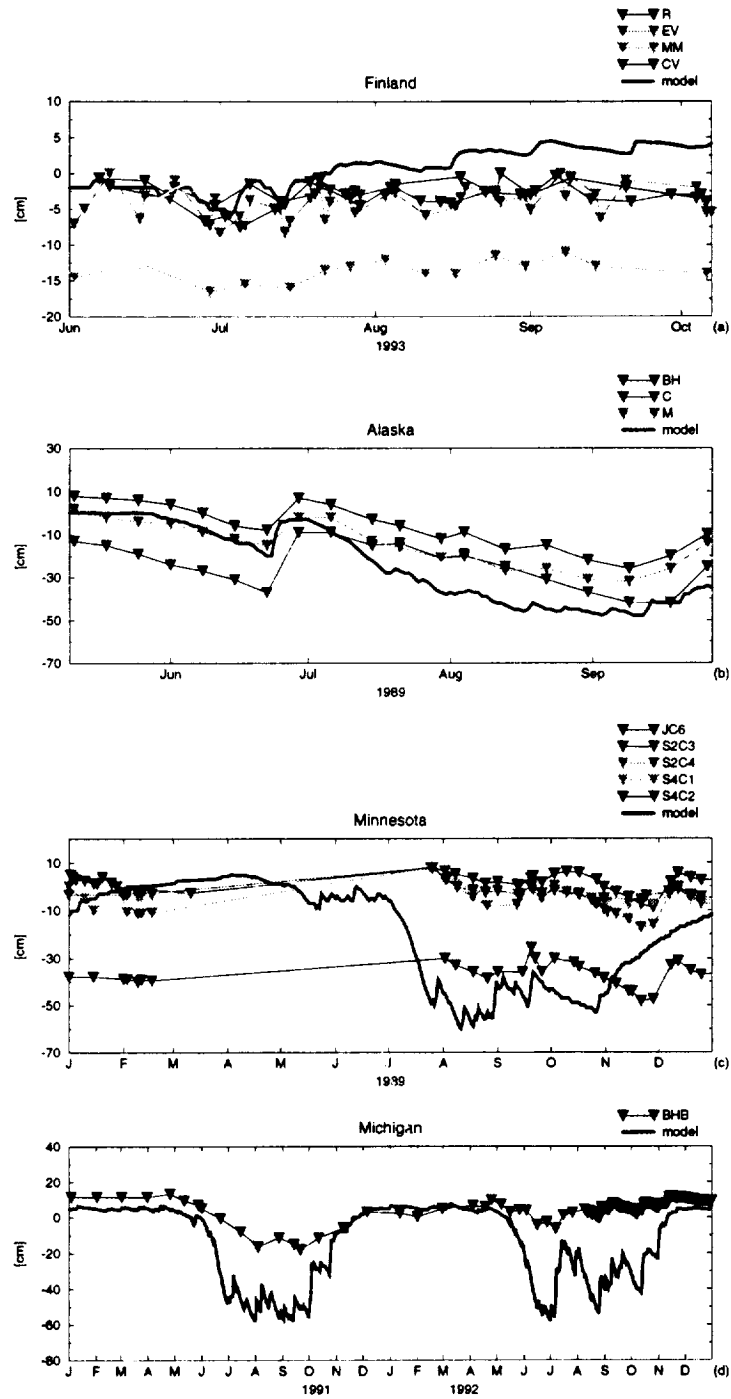 R
EV
MM
CV
model
Finland
10
5
0
-5
-10
-15
-20
[cm]
Jun Jul Aug Sep Oct (a)
1993
BH
C
M
model
Alaska
30
10
-10
-30
-50
-70
[cm]
Jun Jul Aug Sep (b)
1989
JC6
S2C3
S2C4
S4C1
S4C2
model
Minnesota
10
-10
-30
-50
-70
[cm]
J F M A M J J A S O N D (c)
1989
BHB
model
Michigan
40
20
0
-20
-40
-60
-80
[cm]
J F M A M J J A S O N D J F M A M J J A S O N D (d)
1991 1992